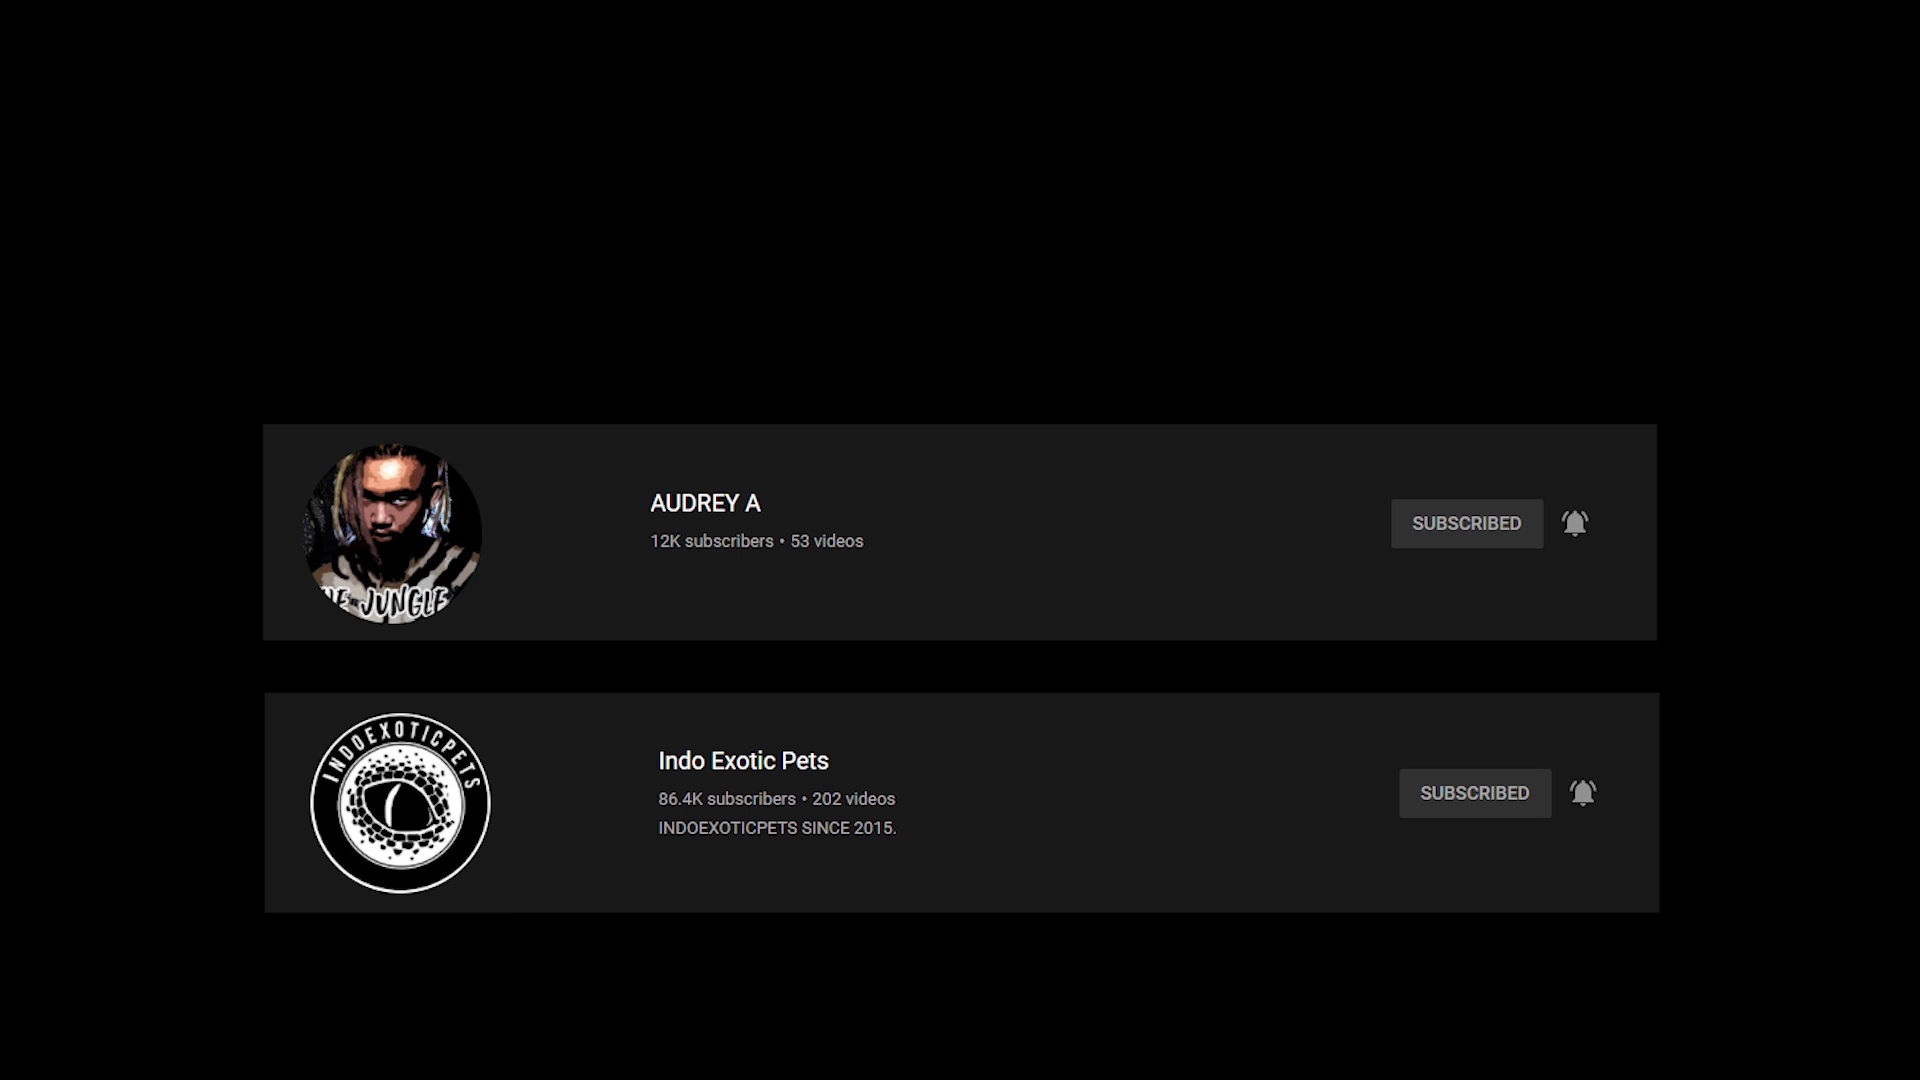 AUDREY A
12K subscribers • 53 videos
SUBSCRIBED
JUNGLE
INDOEXOTICPETS
Indo Exotic Pets
86.4K subscribers • 202 videos
INDOEXOTICPETS SINCE 2015.
SUBSCRIBED